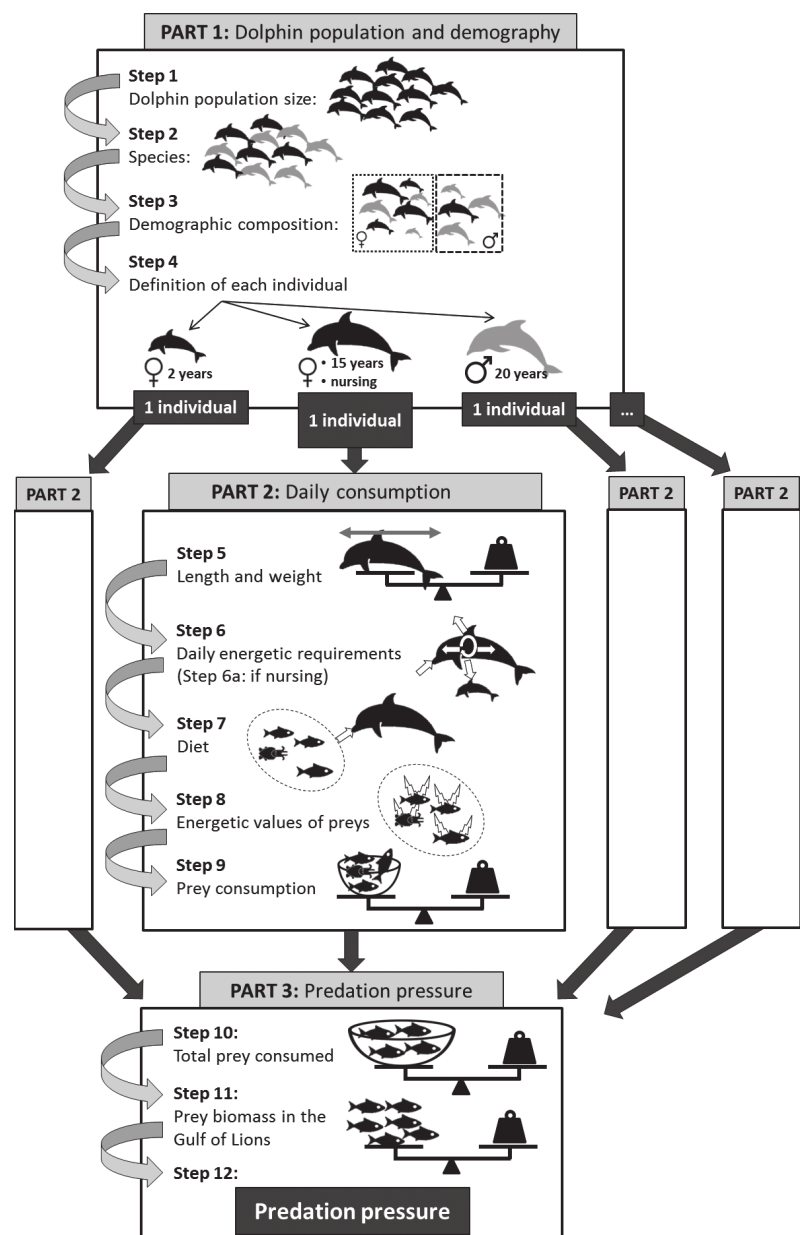 PART 1: Dolphin population and demography
Step 1
Dolphin population size:
Step 2
Species:
Step 3
Demographic composition:
♀
♂
Step 4
Definition of each individual
♀ 2 years
♀ • 15 years
• nursing
♂ 20 years
1 individual
1 individual
1 individual
...
PART 2
PART 2: Daily consumption
PART 2
PART 2
Step 5
Length and weight
Step 6
Daily energetic requirements
(Step 6a: if nursing)
Step 7
Diet
Step 8
Energetic values of preys
Step 9
Prey consumption
PART 3: Predation pressure
Step 10:
Total prey consumed
Step 11:
Prey biomass in the
Gulf of Lions
Step 12:
Predation pressure